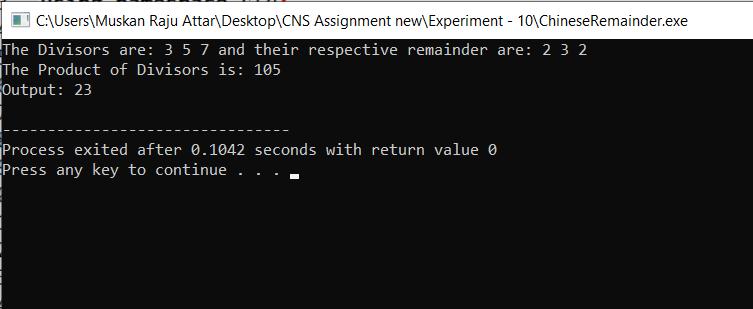 C:\Users\Muskan Raju Attar\Desktop\CNS Assignment new\Experiment - 10\ChineseRemainder.exe
The Divisors are: 3 5 7 and their respective remainder are: 2 3 2
The Product of Divisors is: 105
Output: 23
--------------------------------
Process exited after 0.1042 seconds with return value 0
Press any key to continue . . .